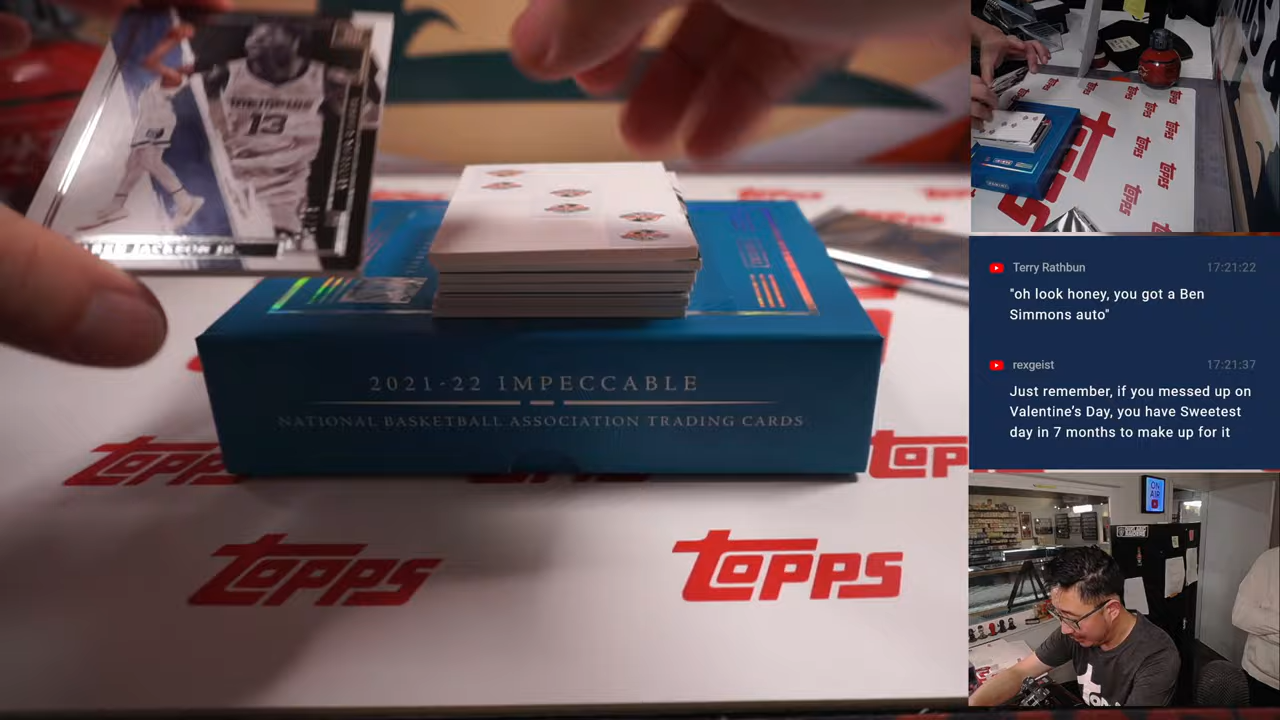 13
2021-22 IMPECCABLE
NATIONAL BASKETBALL ASSOCIATION TRADING CARDS
topps
topps
topps
topps
Terry Rathbun 17:21:22
"oh look honey, you got a Ben
Simmons auto"
rexgeist 17:21:37
Just remember, if you messed up on
Valentine's Day, you have Sweetest
day in 7 months to make up for it
ON
AIR